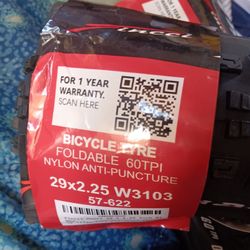 FOR 1 YEAR
WARRANTY.
SCAN HERE
BICYCLE TYRE
FOLDABLE 60TPI
NYLON ANTI-PUNCTURE
29x2.25 W3103
57-622